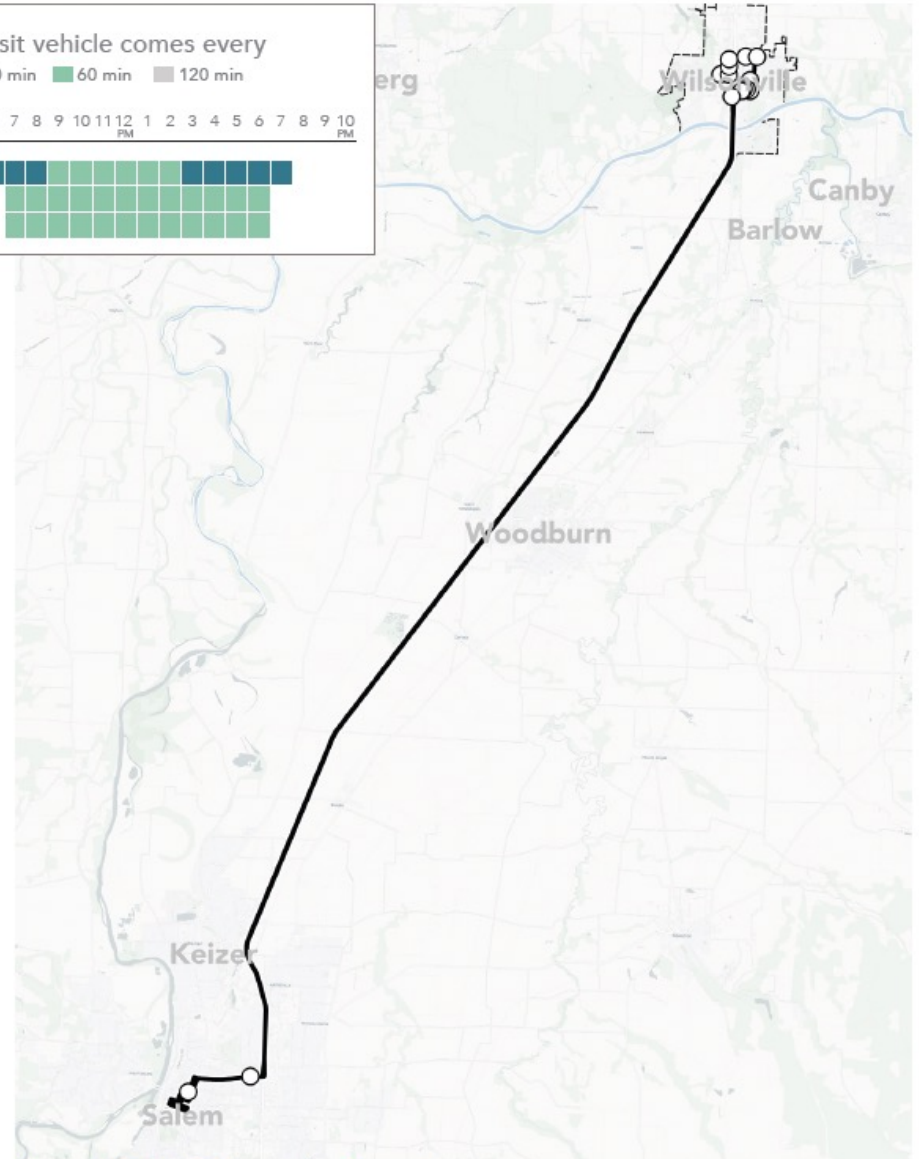 sit vehicle comes every
min 60 min 120 min
7 8 9 10 11 12 1 2 3 4 5 6 7 8 9 10
PM PM
erg
Wilsonville
Canby
Barlow
Woodburn
Keizer
Salem